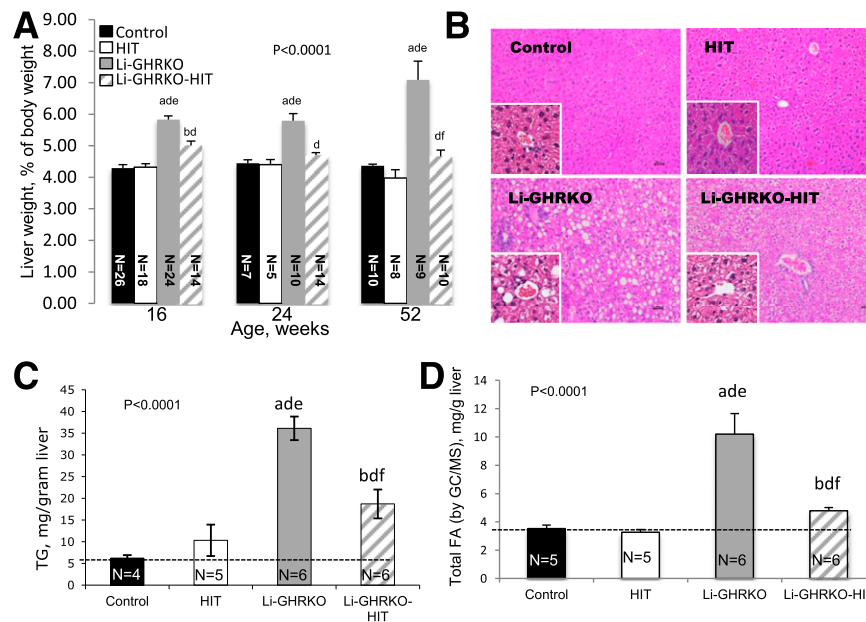 A
9.00
8.00
7.00
6.00
5.00
4.00
3.00
2.00
1.00
0.00
Liver weight, % of body weight
Control
HIT
Li-GHRKO
Li-GHRKO-HIT
P<0.0001
ade
bd
ade
d
ade
df
N=26
N=18
N=24
N=14
N=7
N=5
N=10
N=14
N=10
N=8
N=9
N=10
16
24
52
Age, weeks
B
Control
HIT
Li-GHRKO
Li-GHRKO-HIT
C
45
40
35
30
25
20
15
10
5
0
TG, mg/gram liver
P<0.0001
ade
bdf
N=4
N=5
N=6
N=6
Control
HIT
Li-GHRKO
Li-GHRKO-
HIT
D
14
12
10
8
6
4
2
0
Total FA (by GC/MS), mg/g liver
P<0.0001
ade
bdf
N=5
N=5
N=6
N=6
Control
HIT
Li-GHRKO
Li-GHRKO-HI